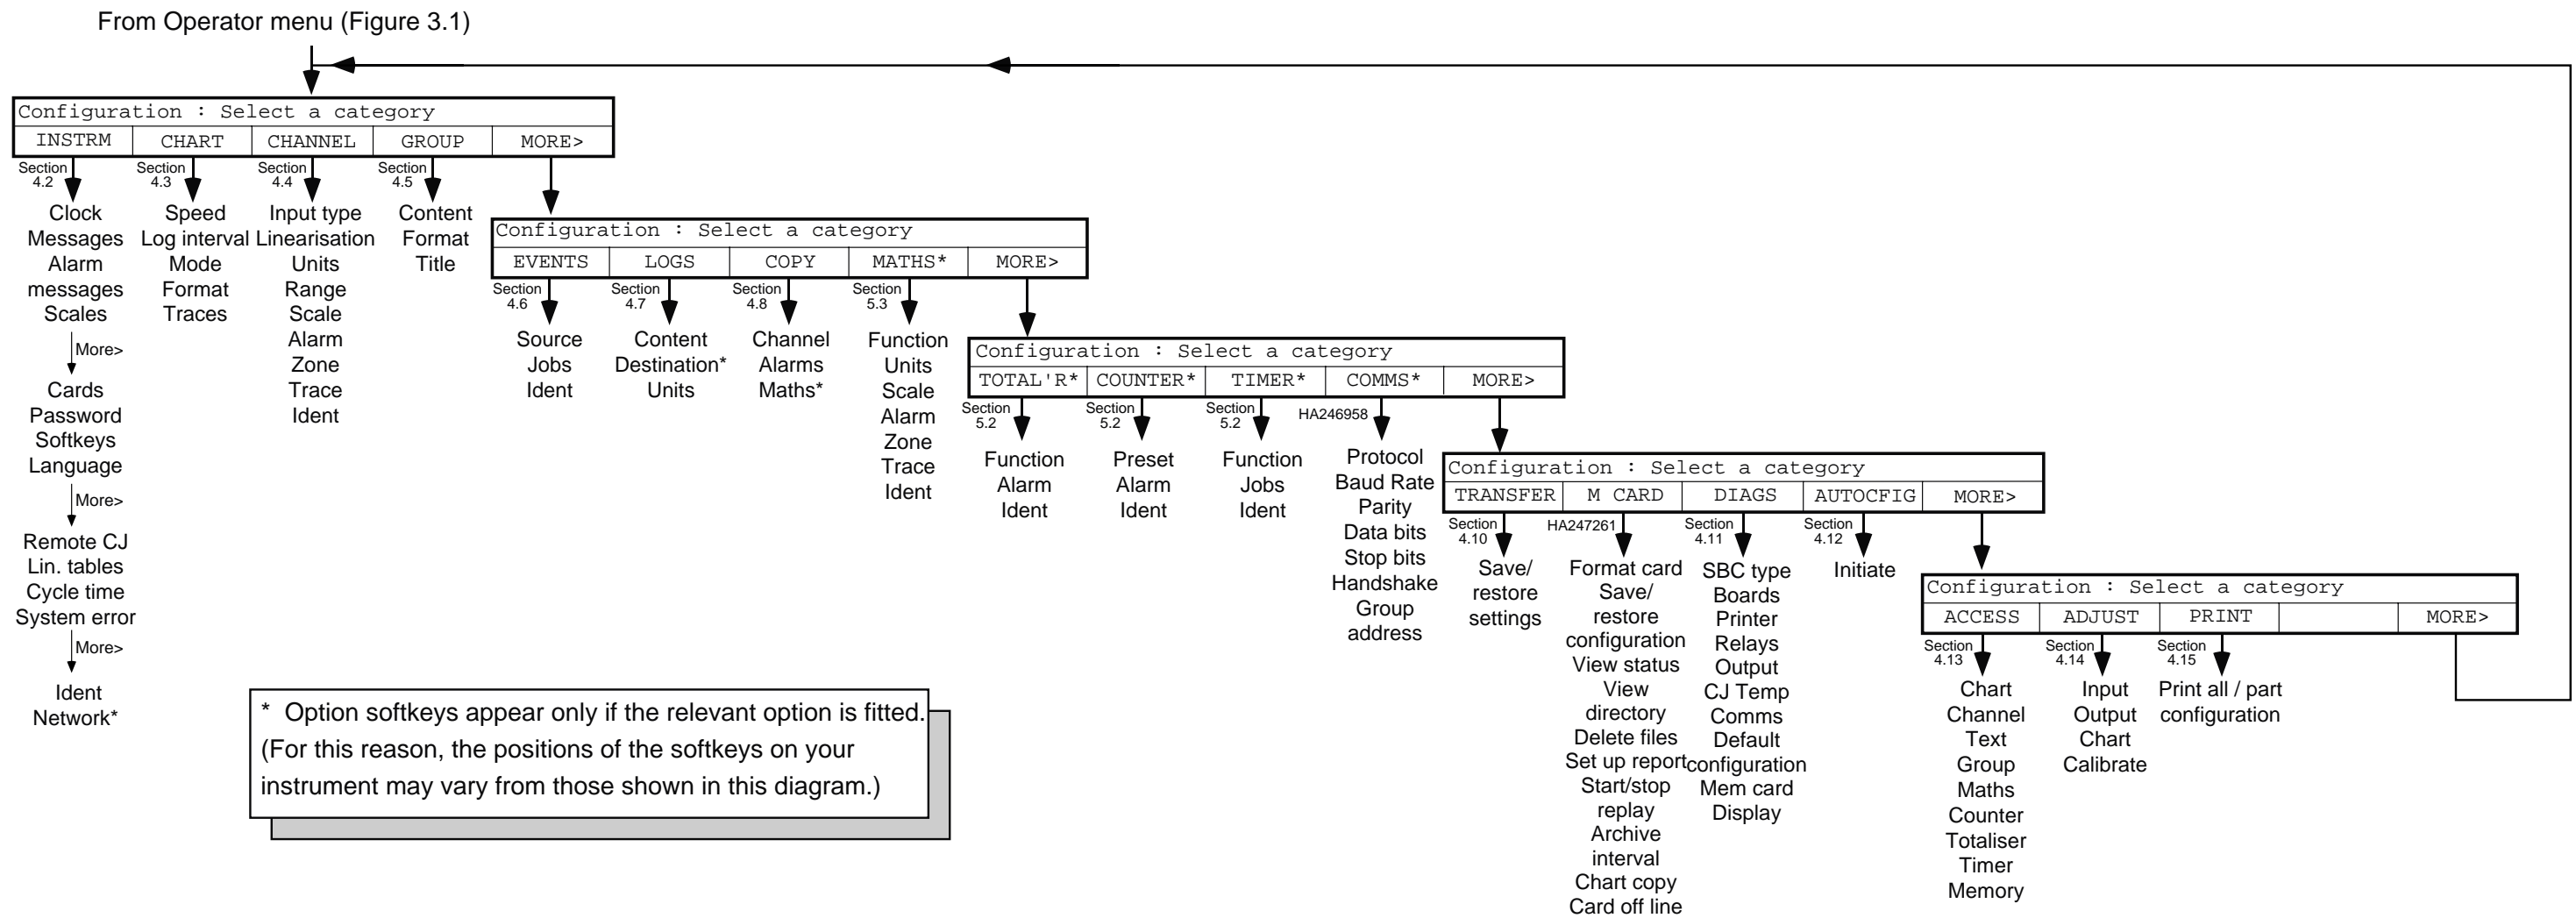 From Operator menu (Figure 3.1)
Configuration : Select a category
INSTRM CHART CHANNEL GROUP MORE>
Section 4.2
Clock
Messages
Alarm
messages
Scales
More>
Cards
Password
Softkeys
Language
More>
Remote CJ
Lin. tables
Cycle time
System error
More>
Ident
Network*
Section 4.3
Speed
Log interval
Mode
Format
Traces
Section 4.4
Input type
Linearisation
Units
Range
Scale
Alarm
Zone
Trace
Ident
Section 4.5
Content
Format
Title
Configuration : Select a category
EVENTS LOGS COPY MATHS* MORE>
Section 4.6
Source
Jobs
Ident
Section 4.7
Content
Destination*
Units
Section 4.8
Channel
Alarms
Maths*
Section 5.3
Function
Units
Scale
Alarm
Zone
Trace
Ident
Configuration : Select a category
TOTAL'R* COUNTER* TIMER* COMMS* MORE>
Section 5.2
Function
Alarm
Ident
Section 5.2
Preset
Alarm
Ident
Section 5.2
Function
Jobs
Ident
HA246958
Protocol
Baud Rate
Parity
Data bits
Stop bits
Handshake
Group
address
Configuration : Select a category
TRANSFER M CARD DIAGS AUTOCFIG MORE>
Section 4.10
Save/
restore
settings
HA247261
Format card
Save/
restore
configuration
View status
View
directory
Delete files
Set up report
Start/stop
replay
Archive
interval
Chart copy
Card off line
Section 4.11
SBC type
Boards
Printer
Relays
Output
CJ Temp
Comms
Default
configuration
Mem card
Display
Section 4.12
Initiate
Configuration : Select a category
ACCESS ADJUST PRINT MORE>
Section 4.13
Chart
Channel
Text
Group
Maths
Counter
Totaliser
Timer
Memory
Section 4.14
Input
Output
Chart
Calibrate
Section 4.15
Print all / part
configuration
* Option softkeys appear only if the relevant option is fitted.
(For this reason, the positions of the softkeys on your
instrument may vary from those shown in this diagram.)